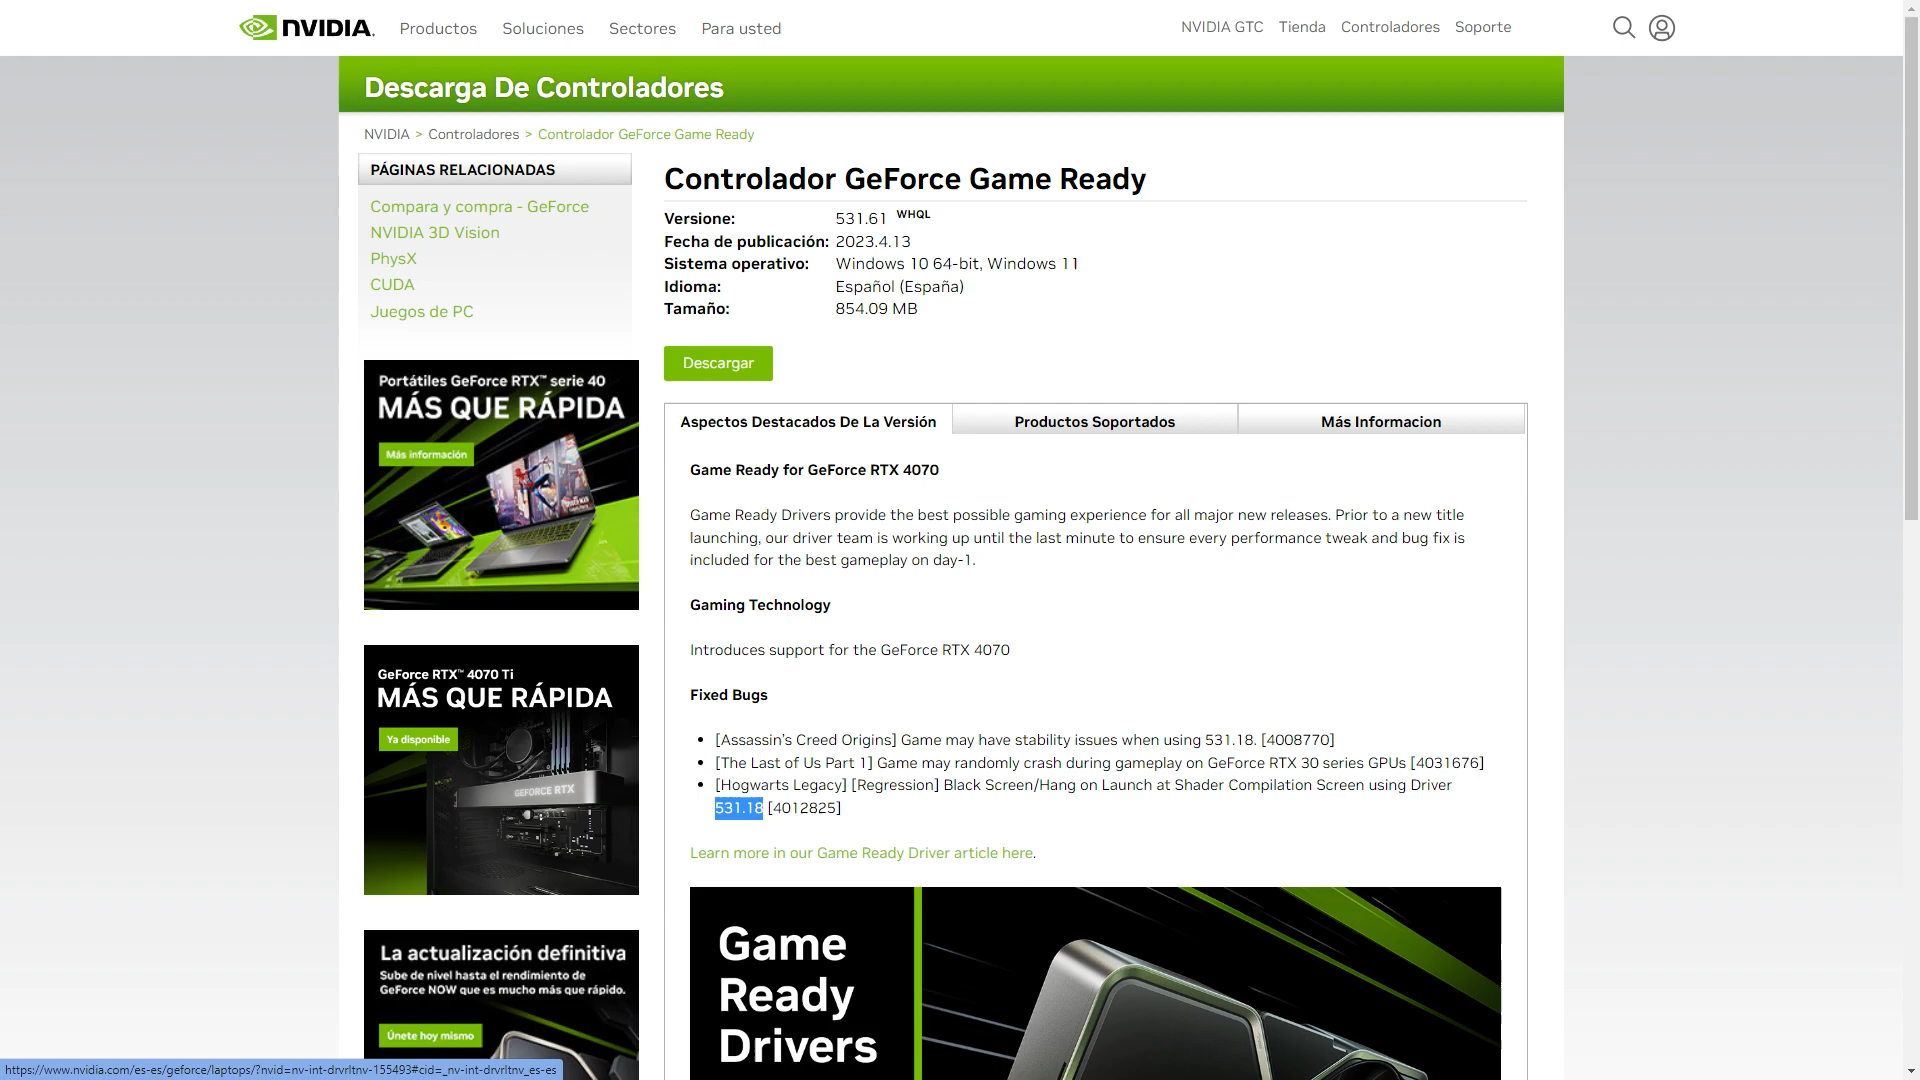 NVIDIA.
Productos
Soluciones
Sectores
Para usted
NVIDIA GTC
Tienda
Controladores
Soporte
Descarga De Controladores
NVIDIA > Controladores > Controlador GeForce Game Ready
PÁGINAS RELACIONADAS
Compara y compra - GeForce
NVIDIA 3D Vision
PhysX
CUDA
Juegos de PC
Portátiles GeForce RTX™ serie 40
MÁS QUE RÁPIDA
Más información
GeForce RTX™ 4070 Ti
MÁS QUE RÁPIDA
Ya disponible
GEFORCE RTX
La actualización definitiva
Sube de nivel hasta el rendimiento de
GeForce NOW que es mucho más que rápido.
Únete hoy mismo
Controlador GeForce Game Ready
Versione: 531.61 WHQL
Fecha de publicación: 2023.4.13
Sistema operativo: Windows 10 64-bit, Windows 11
Idioma: Español (España)
Tamaño: 854.09 MB
Descargar
Aspectos Destacados De La Versión
Productos Soportados
Más Informacion
Game Ready for GeForce RTX 4070
Game Ready Drivers provide the best possible gaming experience for all major new releases. Prior to a new title
launching, our driver team is working up until the last minute to ensure every performance tweak and bug fix is
included for the best gameplay on day-1.
Gaming Technology
Introduces support for the GeForce RTX 4070
Fixed Bugs
• [Assassin’s Creed Origins] Game may have stability issues when using 531.18. [4008770]
• [The Last of Us Part 1] Game may randomly crash during gameplay on GeForce RTX 30 series GPUs [4031676]
• [Hogwarts Legacy] [Regression] Black Screen/Hang on Launch at Shader Compilation Screen using Driver
531.18 [4012825]
Learn more in our Game Ready Driver article here.
Game
Ready
Drivers
https://www.nvidia.com/es-es/geforce/laptops/?nvid=nv-int-drvrltnv-155493#cid=_nv-int-drvrltnv_es-es